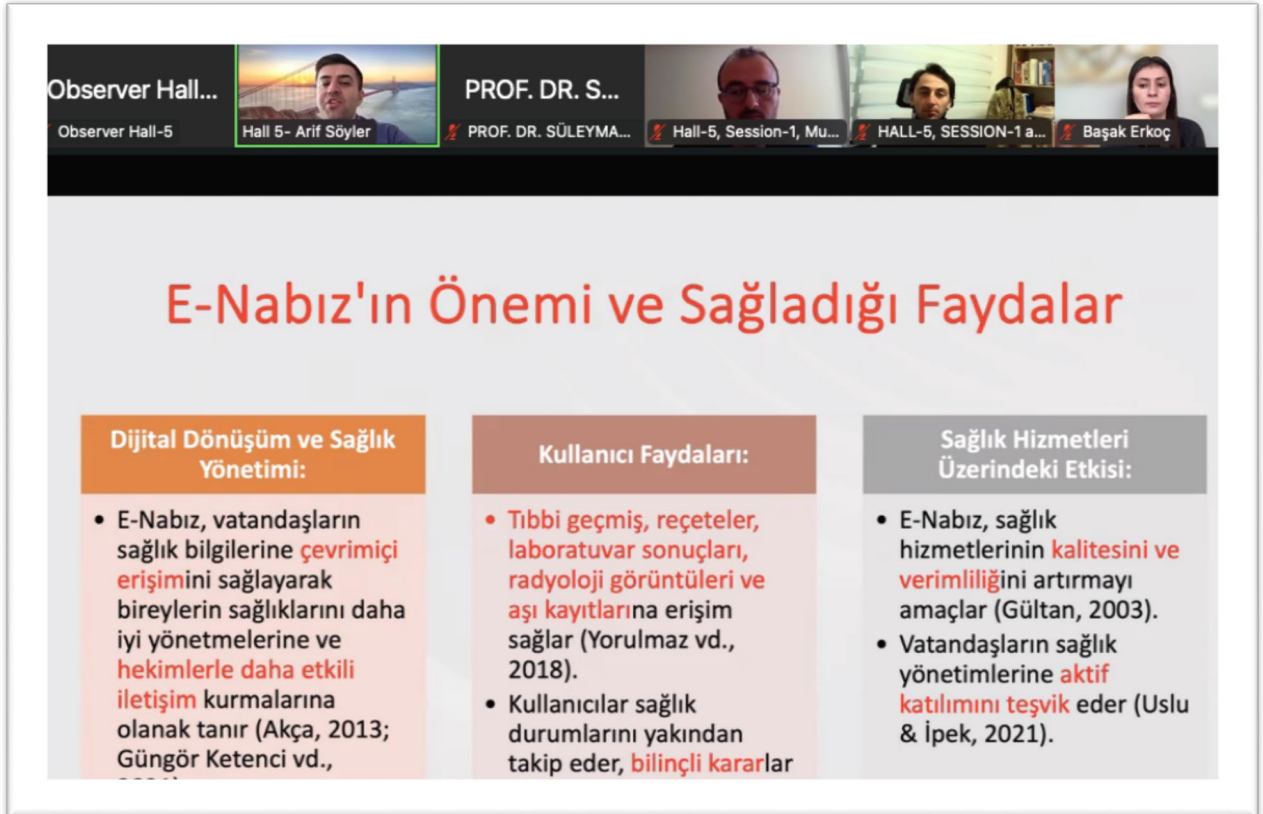 Observer Hall...
Observer Hall-5
Hall 5- Arif Söyler
PROF. DR. S...
PROF. DR. SÜLEYMA...
Hall-5, Session-1, Mu...
HALL-5, SESSION-1 a...
Başak Erkoç
E-Nabız'ın Önemi ve Sağladığı Faydalar
Dijital Dönüşüm ve Sağlık
Yönetimi:
• E-Nabız, vatandaşların
sağlık bilgilerine çevrimiçi
erişimini sağlayarak
bireylerin sağlıklarını daha
iyi yönetmelerine ve
hekimlerle daha etkili
iletişim kurmalarına
olanak tanır (Akça, 2013;
Güngör Ketenci vd.,
Kullanıcı Faydaları:
• Tıbbi geçmiş, reçeteler,
laboratuvar sonuçları,
radyoloji görüntüleri ve
aşı kayıtlarına erişim
sağlar (Yorulmaz vd.,
2018).
• Kullanıcılar sağlık
durumlarını yakından
takip eder, bilinçli kararlar
Sağlık Hizmetleri
Üzerindeki Etkisi:
• E-Nabız, sağlık
hizmetlerinin kalitesini ve
verimliliğini artırmayı
amaçlar (Gültan, 2003).
• Vatandaşların sağlık
yönetimlerine aktif
katılımını teşvik eder (Uslu
& İpek, 2021).